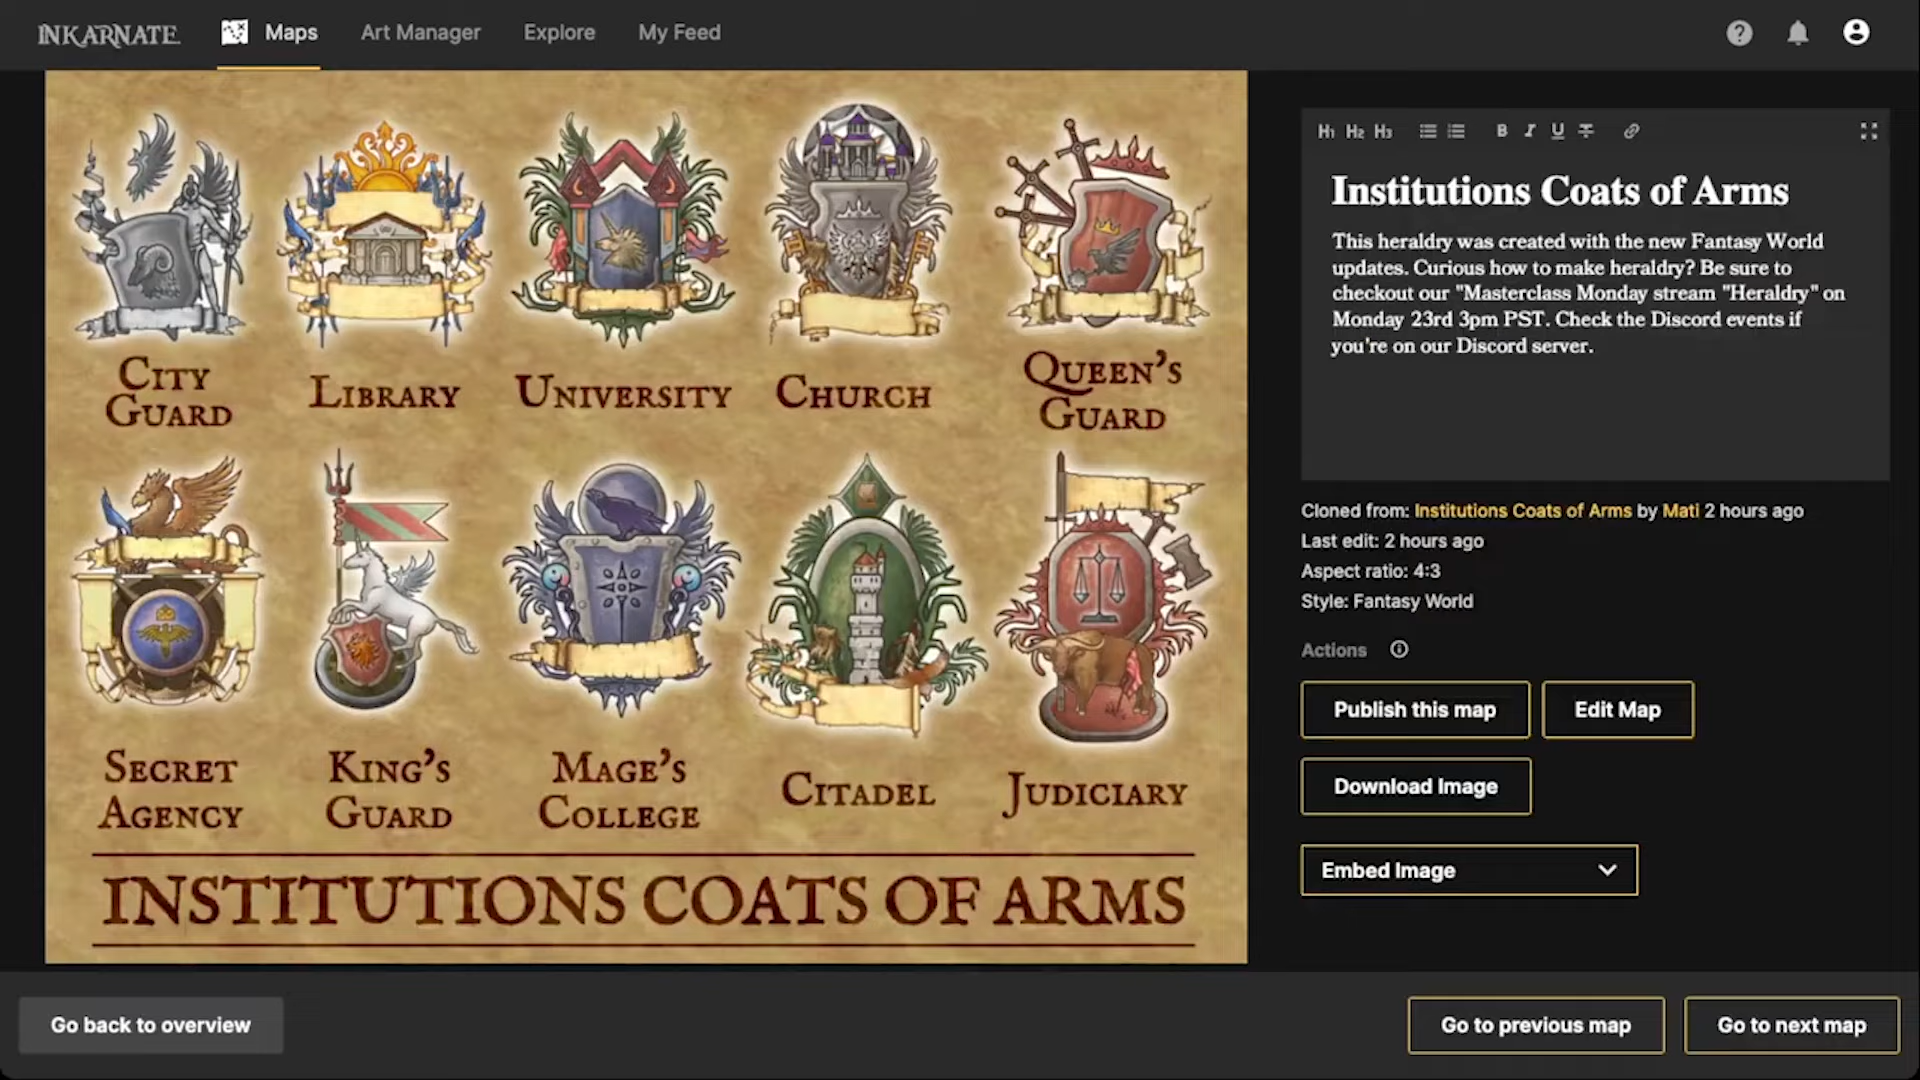 INKARNATE
Maps
Art Manager
Explore
My Feed
CITY
GUARD
LIBRARY
UNIVERSITY
CHURCH
QUEEN'S
GUARD
SECRET
AGENCY
KING'S
GUARD
MAGE'S
COLLEGE
CITADEL
JUDICIARY
INSTITUTIONS COATS OF ARMS
H1 H2 H3 B I U T
Institutions Coats of Arms
This heraldry was created with the new Fantasy World
updates. Curious how to make heraldry? Be sure to
checkout our "Masterclass Monday stream "Heraldry" on
Monday 23rd 3pm PST. Check the Discord events if
you're on our Discord server.
Cloned from: Institutions Coats of Arms by Mati 2 hours ago
Last edit: 2 hours ago
Aspect ratio: 4:3
Style: Fantasy World
Actions
Publish this map
Edit Map
Download Image
Embed Image
Go back to overview
Go to previous map
Go to next map